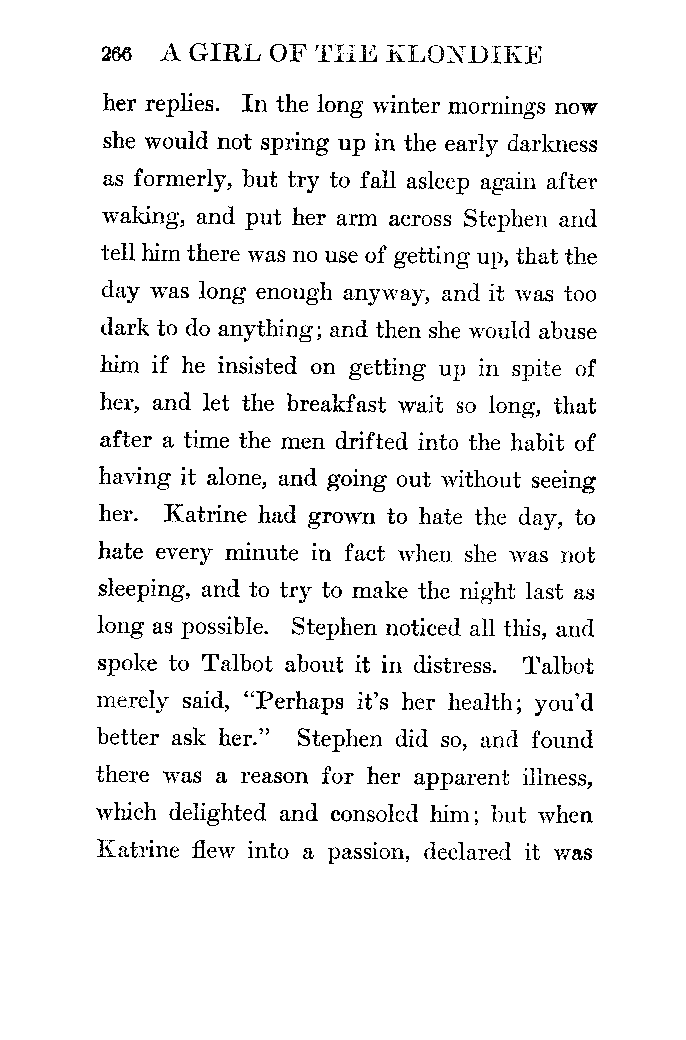 266 A GIRL OF THE KLONDIKE
her replies. In the long winter mornings now
she would not spring up in the early darkness
as formerly, but try to fall asleep again after
waking, and put her arm across Stephen and
tell him there was no use of getting up, that the
day was long enough anyway, and it was too
dark to do anything; and then she would abuse
him if he insisted on getting up in spite of
her, and let the breakfast wait so long, that
after a time the men drifted into the habit of
having it alone, and going out without seeing
her. Katrine had grown to hate the day, to
hate every minute in fact when she was not
sleeping, and to try to make the night last as
long as possible. Stephen noticed all this, and
spoke to Talbot about it in distress. Talbot
merely said, “Perhaps it’s her health; you’d
better ask her.” Stephen did so, and found
there was a reason for her apparent illness,
which delighted and consoled him; but when
Katrine flew into a passion, declared it was